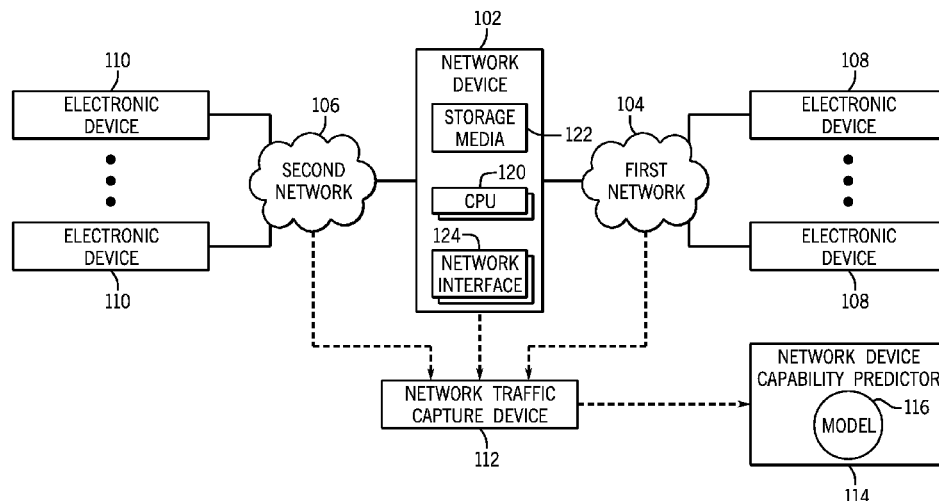 102
110
NETWORK
DEVICE
108
ELECTRONIC
DEVICE
106
STORAGE
MEDIA
122
104
ELECTRONIC
DEVICE
SECOND
NETWORK
120
CPU
FIRST
NETWORK
ELECTRONIC
DEVICE
110
124
NETWORK
INTERFACE
ELECTRONIC
DEVICE
108
NETWORK TRAFFIC
CAPTURE DEVICE
112
NETWORK DEVICE
CAPABILITY PREDICTOR
116
MODEL
114